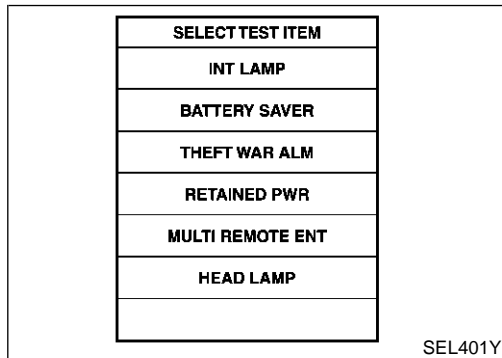 SELECT TEST ITEM
INT LAMP
BATTERY SAVER
THEFT WAR ALM
RETAINED PWR
MULTI REMOTE ENT
HEAD LAMP
SEL401Y